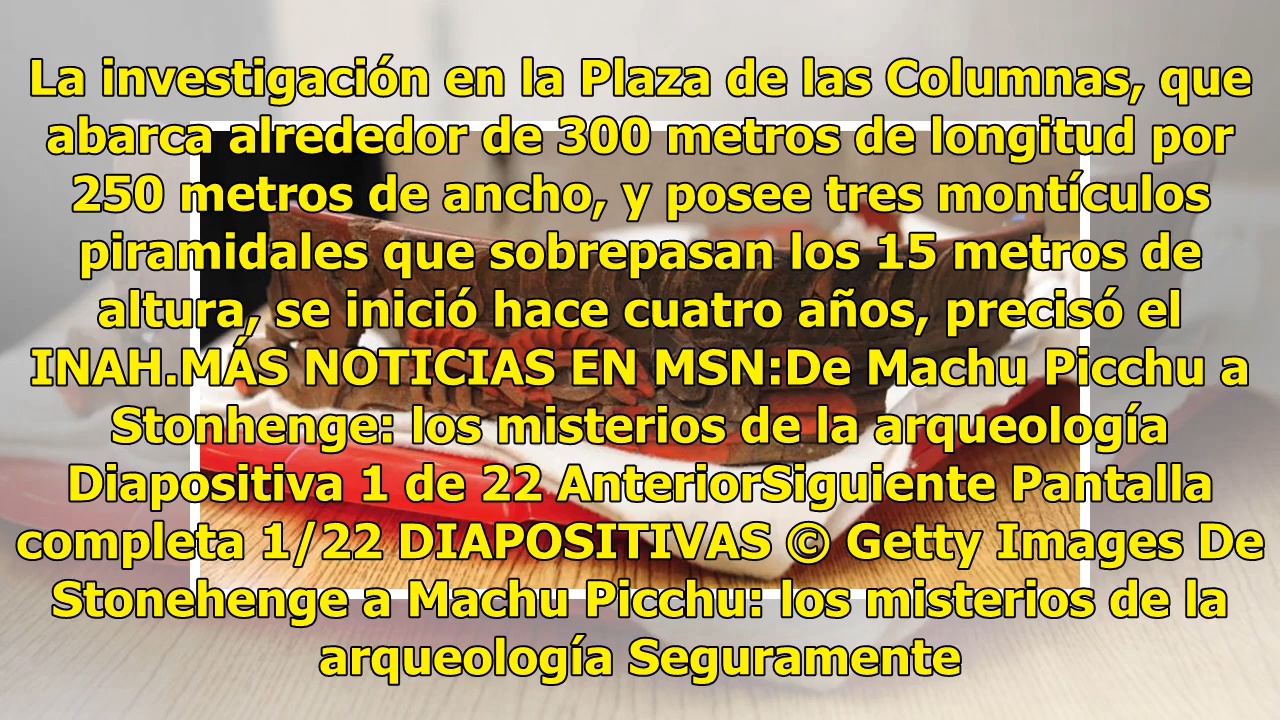 La investigación en la Plaza de las Columnas, que
abarca alrededor de 300 metros de longitud por
250 metros de ancho, y posee tres montículos
piramidales que sobrepasan los 15 metros de
altura, se inició hace cuatro años, precisó el
INAH.MÁS NOTICIAS EN MSN:De Machu Picchu a
Stonhenge: los misterios de la arqueología
Diapositiva 1 de 22 AnteriorSiguiente Pantalla
completa 1/22 DIAPOSITIVAS © Getty Images De
Stonehenge a Machu Picchu: los misterios de la
arqueología Seguramente